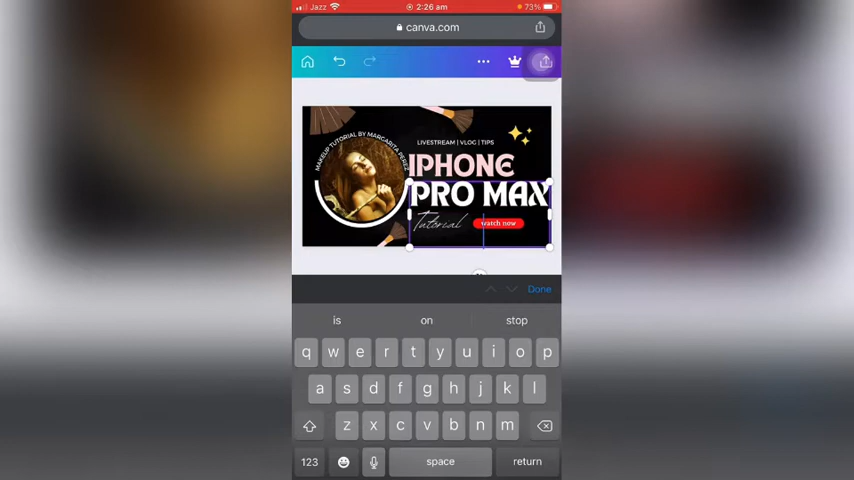 Jazz 2:26 am 73%
canva.com
MAKEUP TUTORIAL BY MARGARITA PEREZ
LIVESTREAM | VLOG | TIPS
IPHONE
PRO MAX
Tutorial watch now
Done
is on stop
q w e r t y u i o p
a s d f g h j k l
z x c v b n m
123 space return